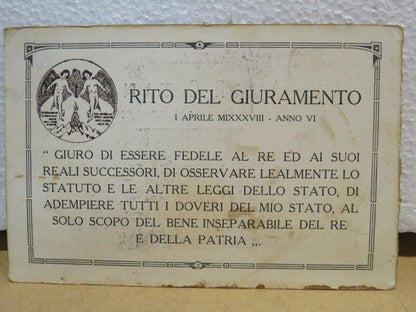 RITO DEL GIURAMENTO
1 APRILE MIXXXVIII - ANNO VI
“ GIURO DI ESSERE FEDELE AL RE ED AI SUOI
REALI SUCCESSÒRI, DI OSSERVARE LEALMENTE LO
STATUTO E LE ALTRE LEGGI DELLO STATO, DI
ADEMPIERE TUTTI I DOVERI DEL MIO STATO, AL
SOLO SCOPO DEL BENE INSEPARABILE DEL RE
E DELLA PATRIA „.